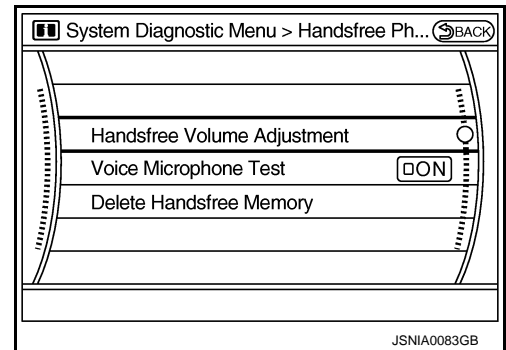 System Diagnostic Menu > Handsfree Ph... BACK
Handsfree Volume Adjustment
Voice Microphone Test ON
Delete Handsfree Memory
JSNIA0083GB